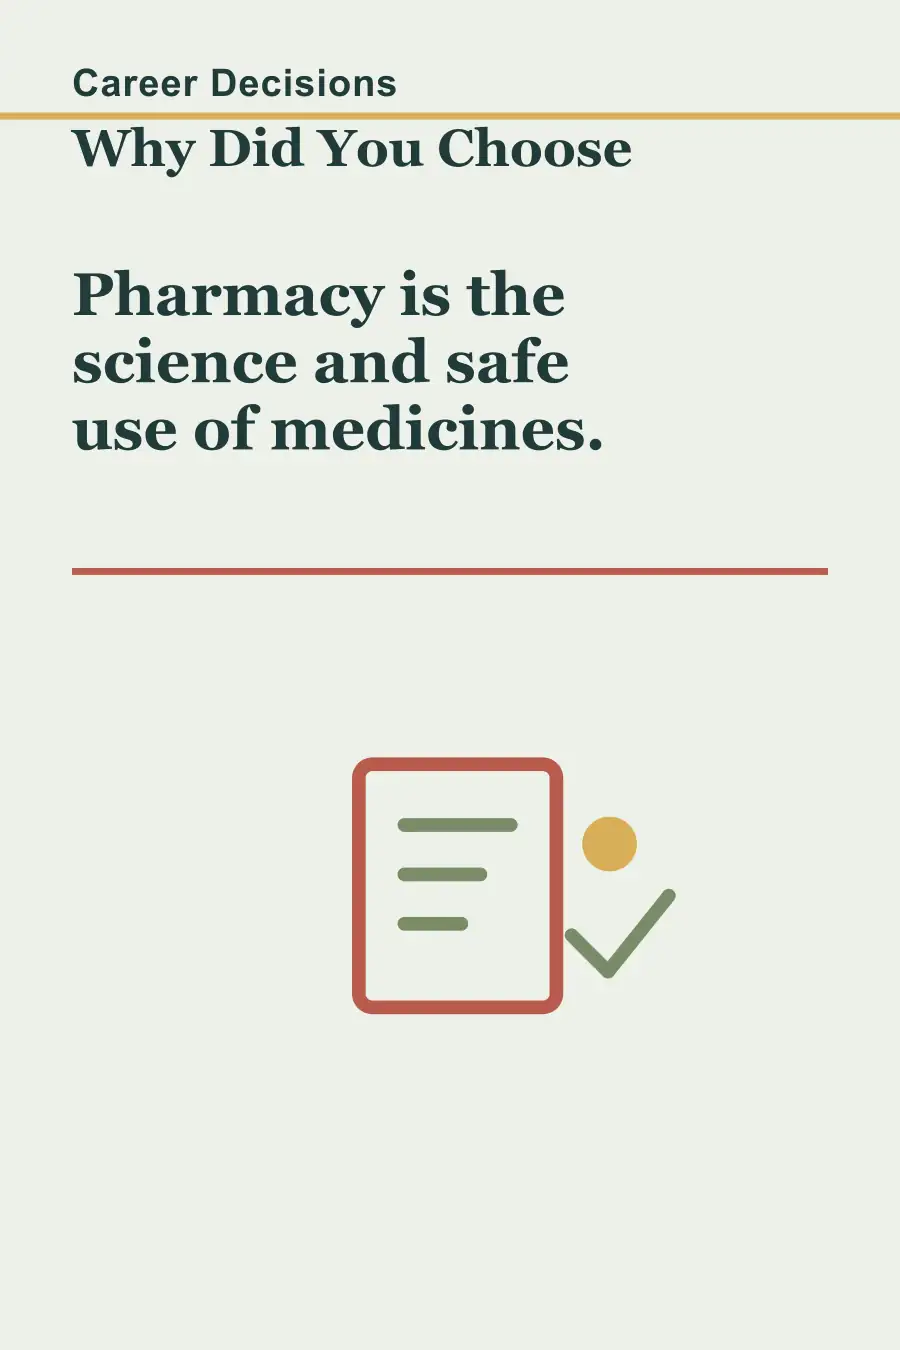 Career Decisions
Why Did You Choose
Pharmacy is the
science and safe
use of medicines.